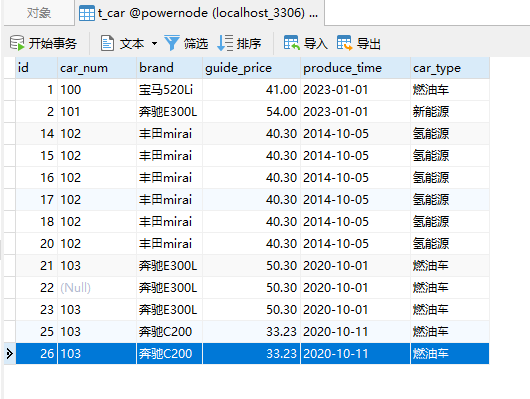 对象 t_car @powernode (localhost_3306) ...
开始事务 文本 筛选 排序 导入 导出
id car_num brand guide_price produce_time car_type
1 100 宝马520Li 41.00 2023-01-01 燃油车
2 101 奔驰E300L 54.00 2023-01-01 新能源
14 102 丰田mirai 40.30 2014-10-05 氢能源
15 102 丰田mirai 40.30 2014-10-05 氢能源
16 102 丰田mirai 40.30 2014-10-05 氢能源
17 102 丰田mirai 40.30 2014-10-05 氢能源
18 102 丰田mirai 40.30 2014-10-05 氢能源
20 102 丰田mirai 40.30 2014-10-05 氢能源
21 103 奔驰E300L 50.30 2020-10-01 燃油车
22 (Null) 奔驰E300L 50.30 2020-10-01 燃油车
23 103 奔驰E300L 50.30 2020-10-01 燃油车
25 103 奔驰C200 33.23 2020-10-11 燃油车
26 103 奔驰C200 33.23 2020-10-11 燃油车